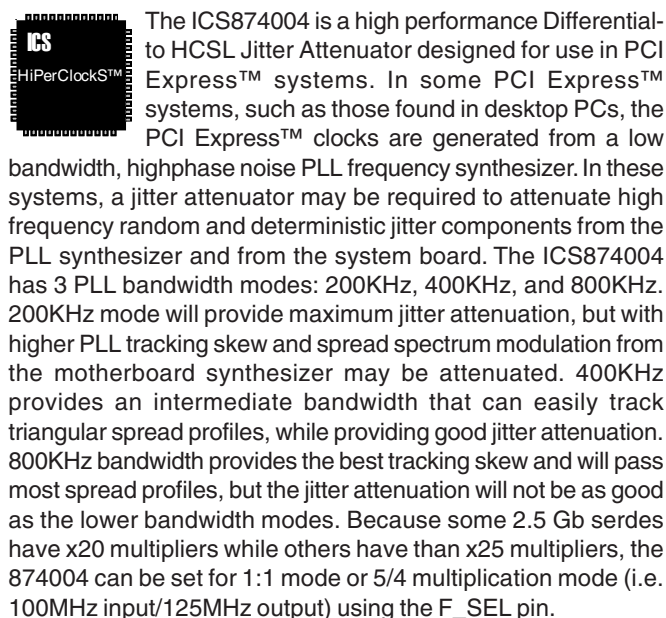 ICS
HiPerClockS™
The ICS874004 is a high performance Differential-
to HCSL Jitter Attenuator designed for use in PCI
Express™ systems. In some PCI Express™
systems, such as those found in desktop PCs, the
PCI Express™ clocks are generated from a low
bandwidth, highphase noise PLL frequency synthesizer. In these
systems, a jitter attenuator may be required to attenuate high
frequency random and deterministic jitter components from the
PLL synthesizer and from the system board. The ICS874004
has 3 PLL bandwidth modes: 200KHz, 400KHz, and 800KHz.
200KHz mode will provide maximum jitter attenuation, but with
higher PLL tracking skew and spread spectrum modulation from
the motherboard synthesizer may be attenuated. 400KHz
provides an intermediate bandwidth that can easily track
triangular spread profiles, while providing good jitter attenuation.
800KHz bandwidth provides the best tracking skew and will pass
most spread profiles, but the jitter attenuation will not be as good
as the lower bandwidth modes. Because some 2.5 Gb serdes
have x20 multipliers while others have than x25 multipliers, the
874004 can be set for 1:1 mode or 5/4 multiplication mode (i.e.
100MHz input/125MHz output) using the F_SEL pin.